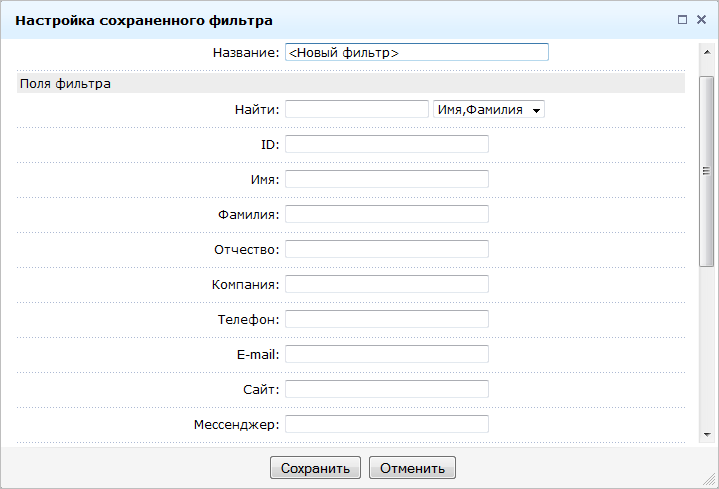 Настройка сохраненного фильтра
Название: <Новый фильтр>
Поля фильтра
Найти: Имя,Фамилия
ID:
Имя:
Фамилия:
Отчество:
Компания:
Телефон:
E-mail:
Сайт:
Мессенджер:
Сохранить Отменить